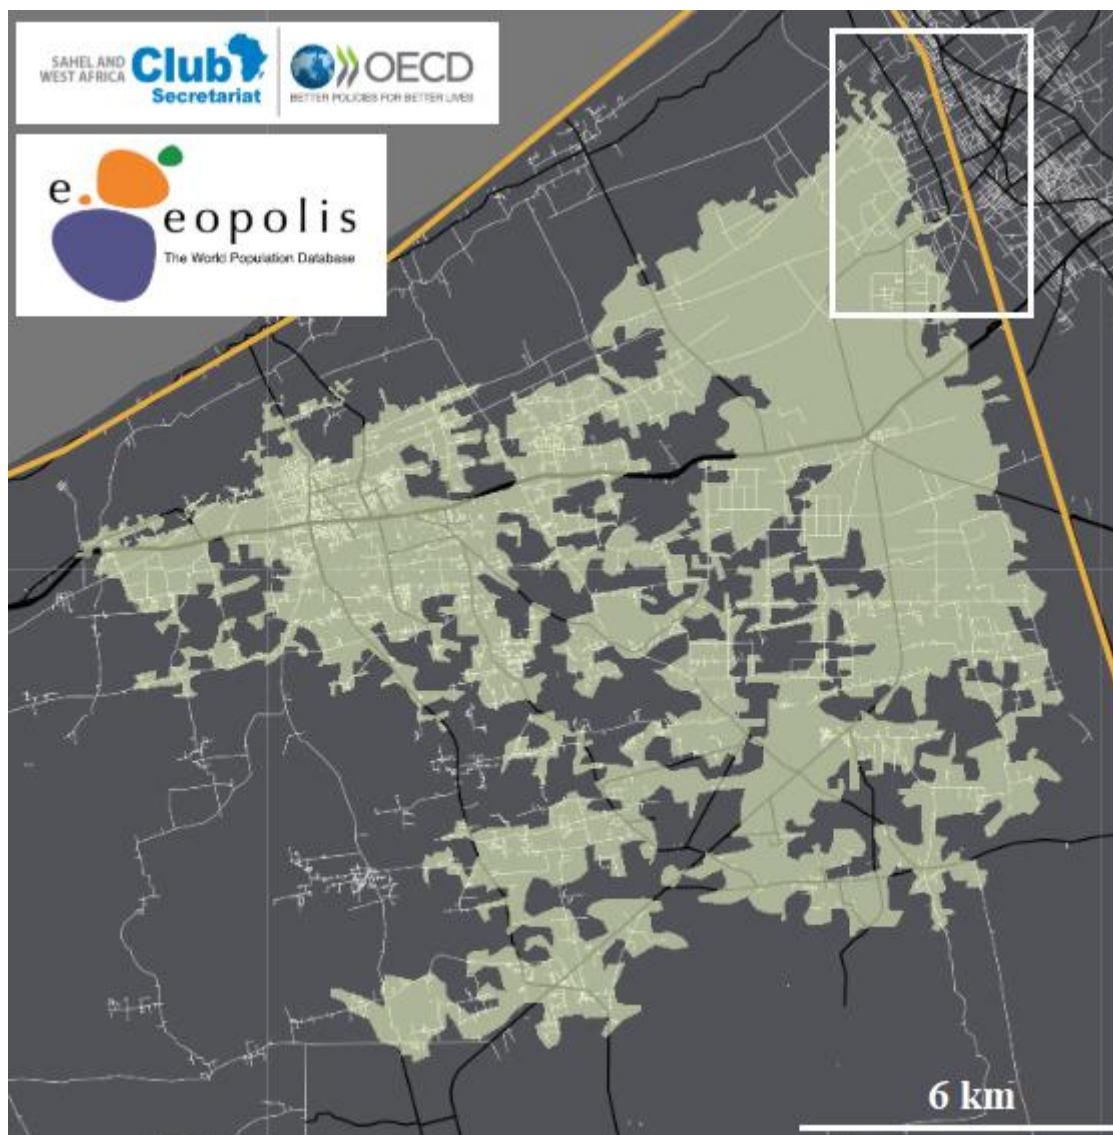 SAHEL AND
WEST AFRICA
Club
Secretariat
OECD
BETTER POLICIES FOR BETTER LIVES
e.
eopolis
The World Population Database
6 km